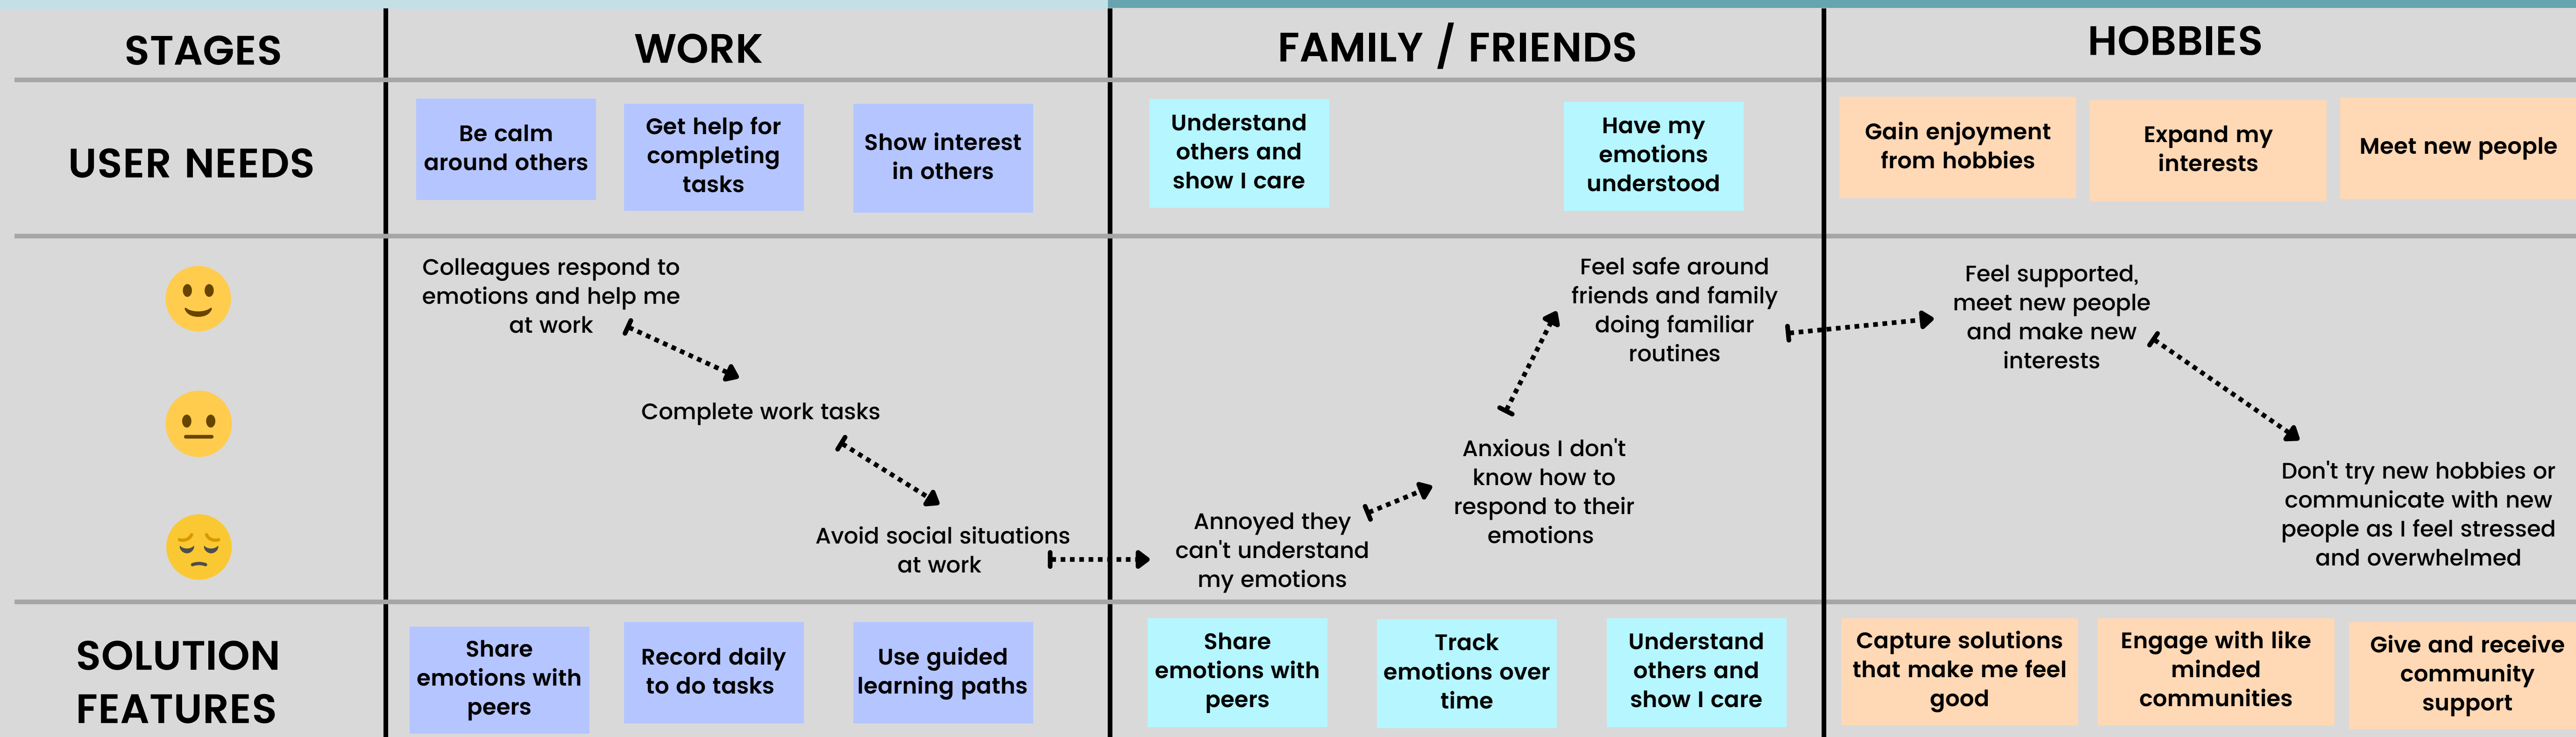 STAGES
WORK
FAMILY / FRIENDS
HOBBIES
USER NEEDS
Be calm
around others
Get help for
completing
tasks
Show interest
in others
Understand
others and
show I care
Have my
emotions
understood
Gain enjoyment
from hobbies
Expand my
interests
Meet new people
Colleagues respond to
emotions and help me
at work
Complete work tasks
Avoid social situations
at work
Annoyed they
can't understand
my emotions
Anxious I don't
know how to
respond to their
emotions
Feel safe around
friends and family
doing familiar
routines
Feel supported,
meet new people
and make new
interests
Don't try new hobbies or
communicate with new
people as I feel stressed
and overwhelmed
SOLUTION
FEATURES
Share
emotions with
peers
Record daily
to do tasks
Use guided
learning paths
Share
emotions with
peers
Track
emotions over
time
Understand
others and
show I care
Capture solutions
that make me feel
good
Engage with like
minded
communities
Give and receive
community
support